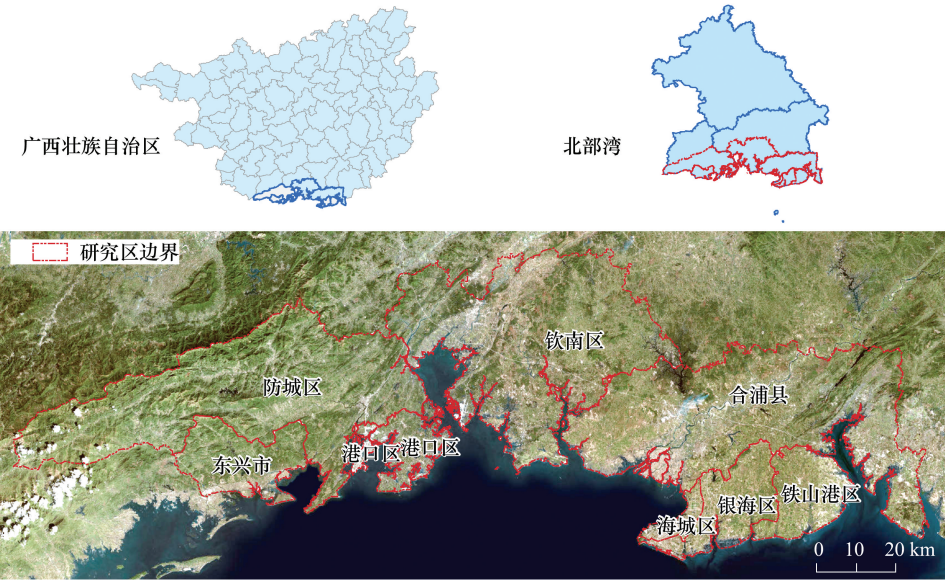 广西壮族自治区
北部湾
研究区边界
钦南区
防城区
合浦县
港口区
港口区
东兴市
铁山港区
银海区
海城区
0 10 20 km